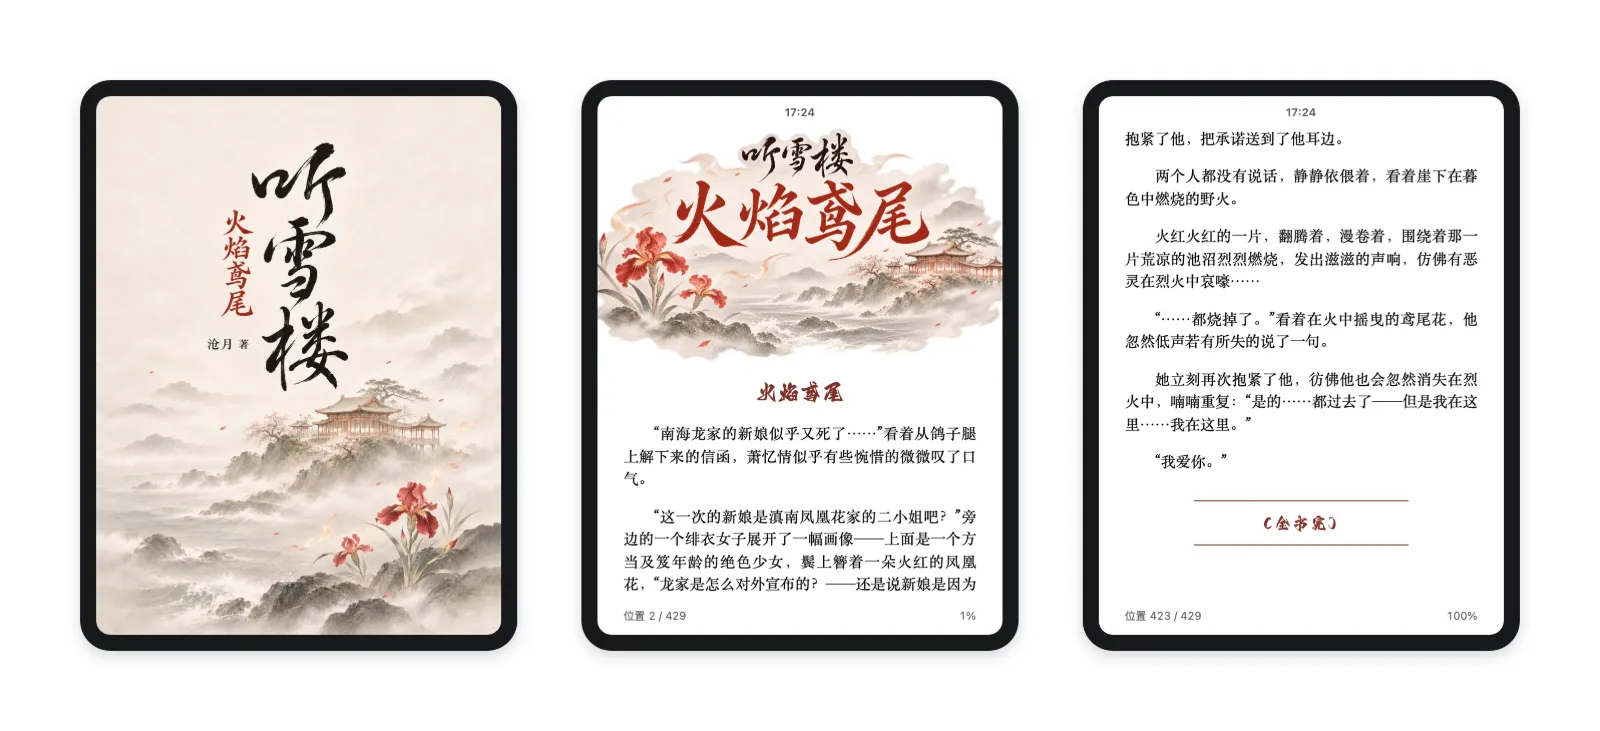 听雪楼
火焰鸢尾
沧月 著
17:24
听雪楼
火焰鸢尾
火焰鸢尾
“南海龙家的新娘似乎又死了……”看着从鸽子腿
上解下来的信函，萧忆情似乎有些惋惜的微微叹了口
气。
“这一次的新娘是滇南凤凰花家的二小姐吧？”旁
边的一个绯衣女子展开了一幅画像——上面是一个方
当及笈年龄的绝色少女，鬓上簪着一朵火红的凤凰
花，“龙家是怎么对外宣布的？——还是说新娘是因为
位置 2 / 429
1%
17:24
抱紧了他，把承诺送到了他耳边。
两个人都没有说话，静静依偎着，看着崖下在暮
色中燃烧的野火。
火红火红的一片，翻腾着，漫卷着，围绕着那一
片荒凉的池沼烈烈燃烧，发出滋滋的声响，仿佛有恶
灵在烈火中哀嚎……
“……都烧掉了。”看着在火中摇曳的鸢尾花，他
忽然低声若有所失的说了一句。
她立刻再次抱紧了他，彷佛他也会忽然消失在烈
火中，喃喃重复：“是的……都过去了——但是我在这
里……我在这里。”
“我爱你。”
（全书完）
位置 423 / 429
100%